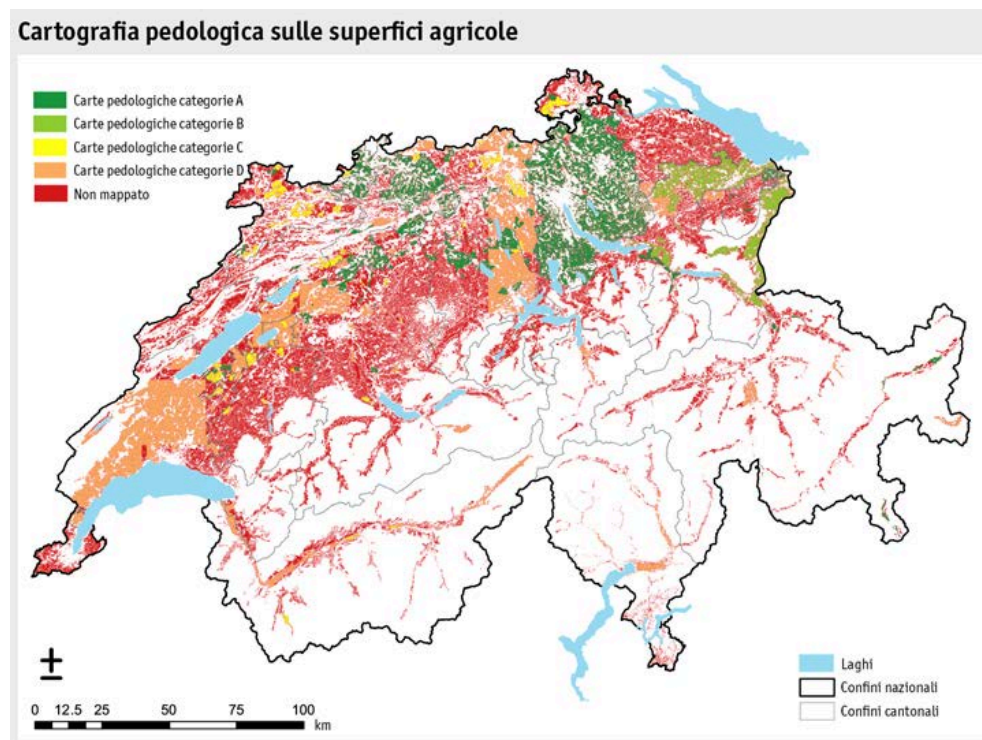 Cartografia pedologica sulle superfici agricole
Carte pedologiche categorie A
Carte pedologiche categorie B
Carte pedologiche categorie C
Carte pedologiche categorie D
Non mappato
Laghi
Confini nazionali
Confini cantonali
0 12.5 25 50 75 100
km